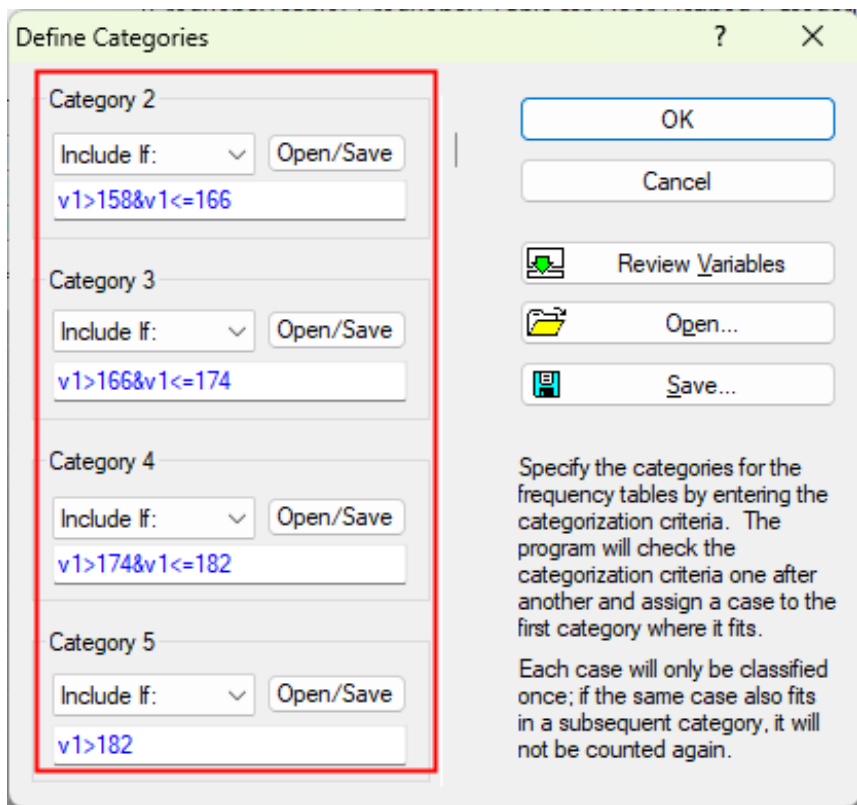 Define Categories
?
Category 2
Include If:
Open/Save
v1>158&v1<=166
Category 3
Include If:
Open/Save
v1>166&v1<=174
Category 4
Include If:
Open/Save
v1>174&v1<=182
Category 5
Include If:
Open/Save
v1>182
OK
Cancel
Review Variables
Open...
Save...
Specify the categories for the
frequency tables by entering the
categorization criteria. The
program will check the
categorization criteria one after
another and assign a case to the
first category where it fits.
Each case will only be classified
once; if the same case also fits
in a subsequent category, it will
not be counted again.